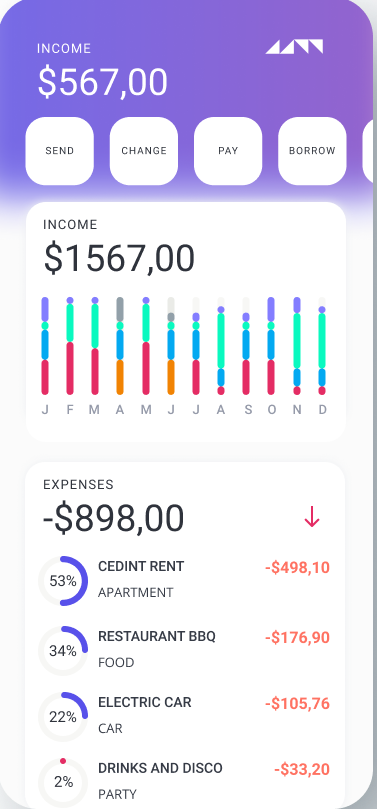 INCOME
$567,00
SEND CHANGE PAY BORROW
INCOME
$1567,00
J F M A M J J A S O N D
EXPENSES
-$898,00
53% CEDINT RENT -$498,10
APARTMENT
34% RESTAURANT BBQ -$176,90
FOOD
22% ELECTRIC CAR -$105,76
CAR
2% DRINKS AND DISCO -$33,20
PARTY